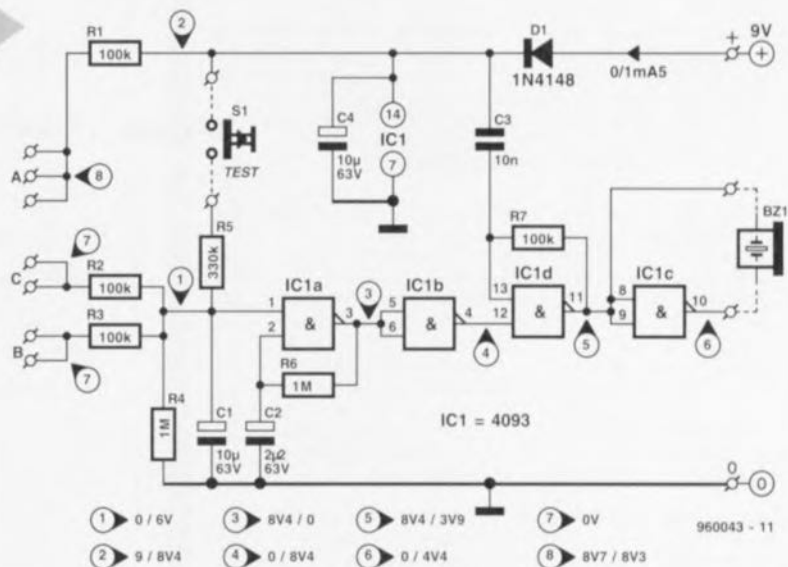 R1
100k
2
D1
1N4148
0/1mA5
+ 9V
+
S1
TEST
C4
10µ
63V
14
IC1
7
C3
10n
A
8
R5
330k
R7
100k
BZ1
7
C
R2
100k
1
IC1a
1
2
&
3
3
IC1b
5
6
&
4
4
IC1d
13
12
&
11
5
IC1c
8
9
&
10
6
R3
100k
B
7
R6
1M
R4
1M
C1
10µ
63V
C2
2µ2
63V
IC1 = 4093
0 0
1 0 / 6V
3 8V4 / 0
5 8V4 / 3V9
7 0V
960043 - 11
2 9 / 8V4
4 0 / 8V4
6 0 / 4V4
8 8V7 / 8V3